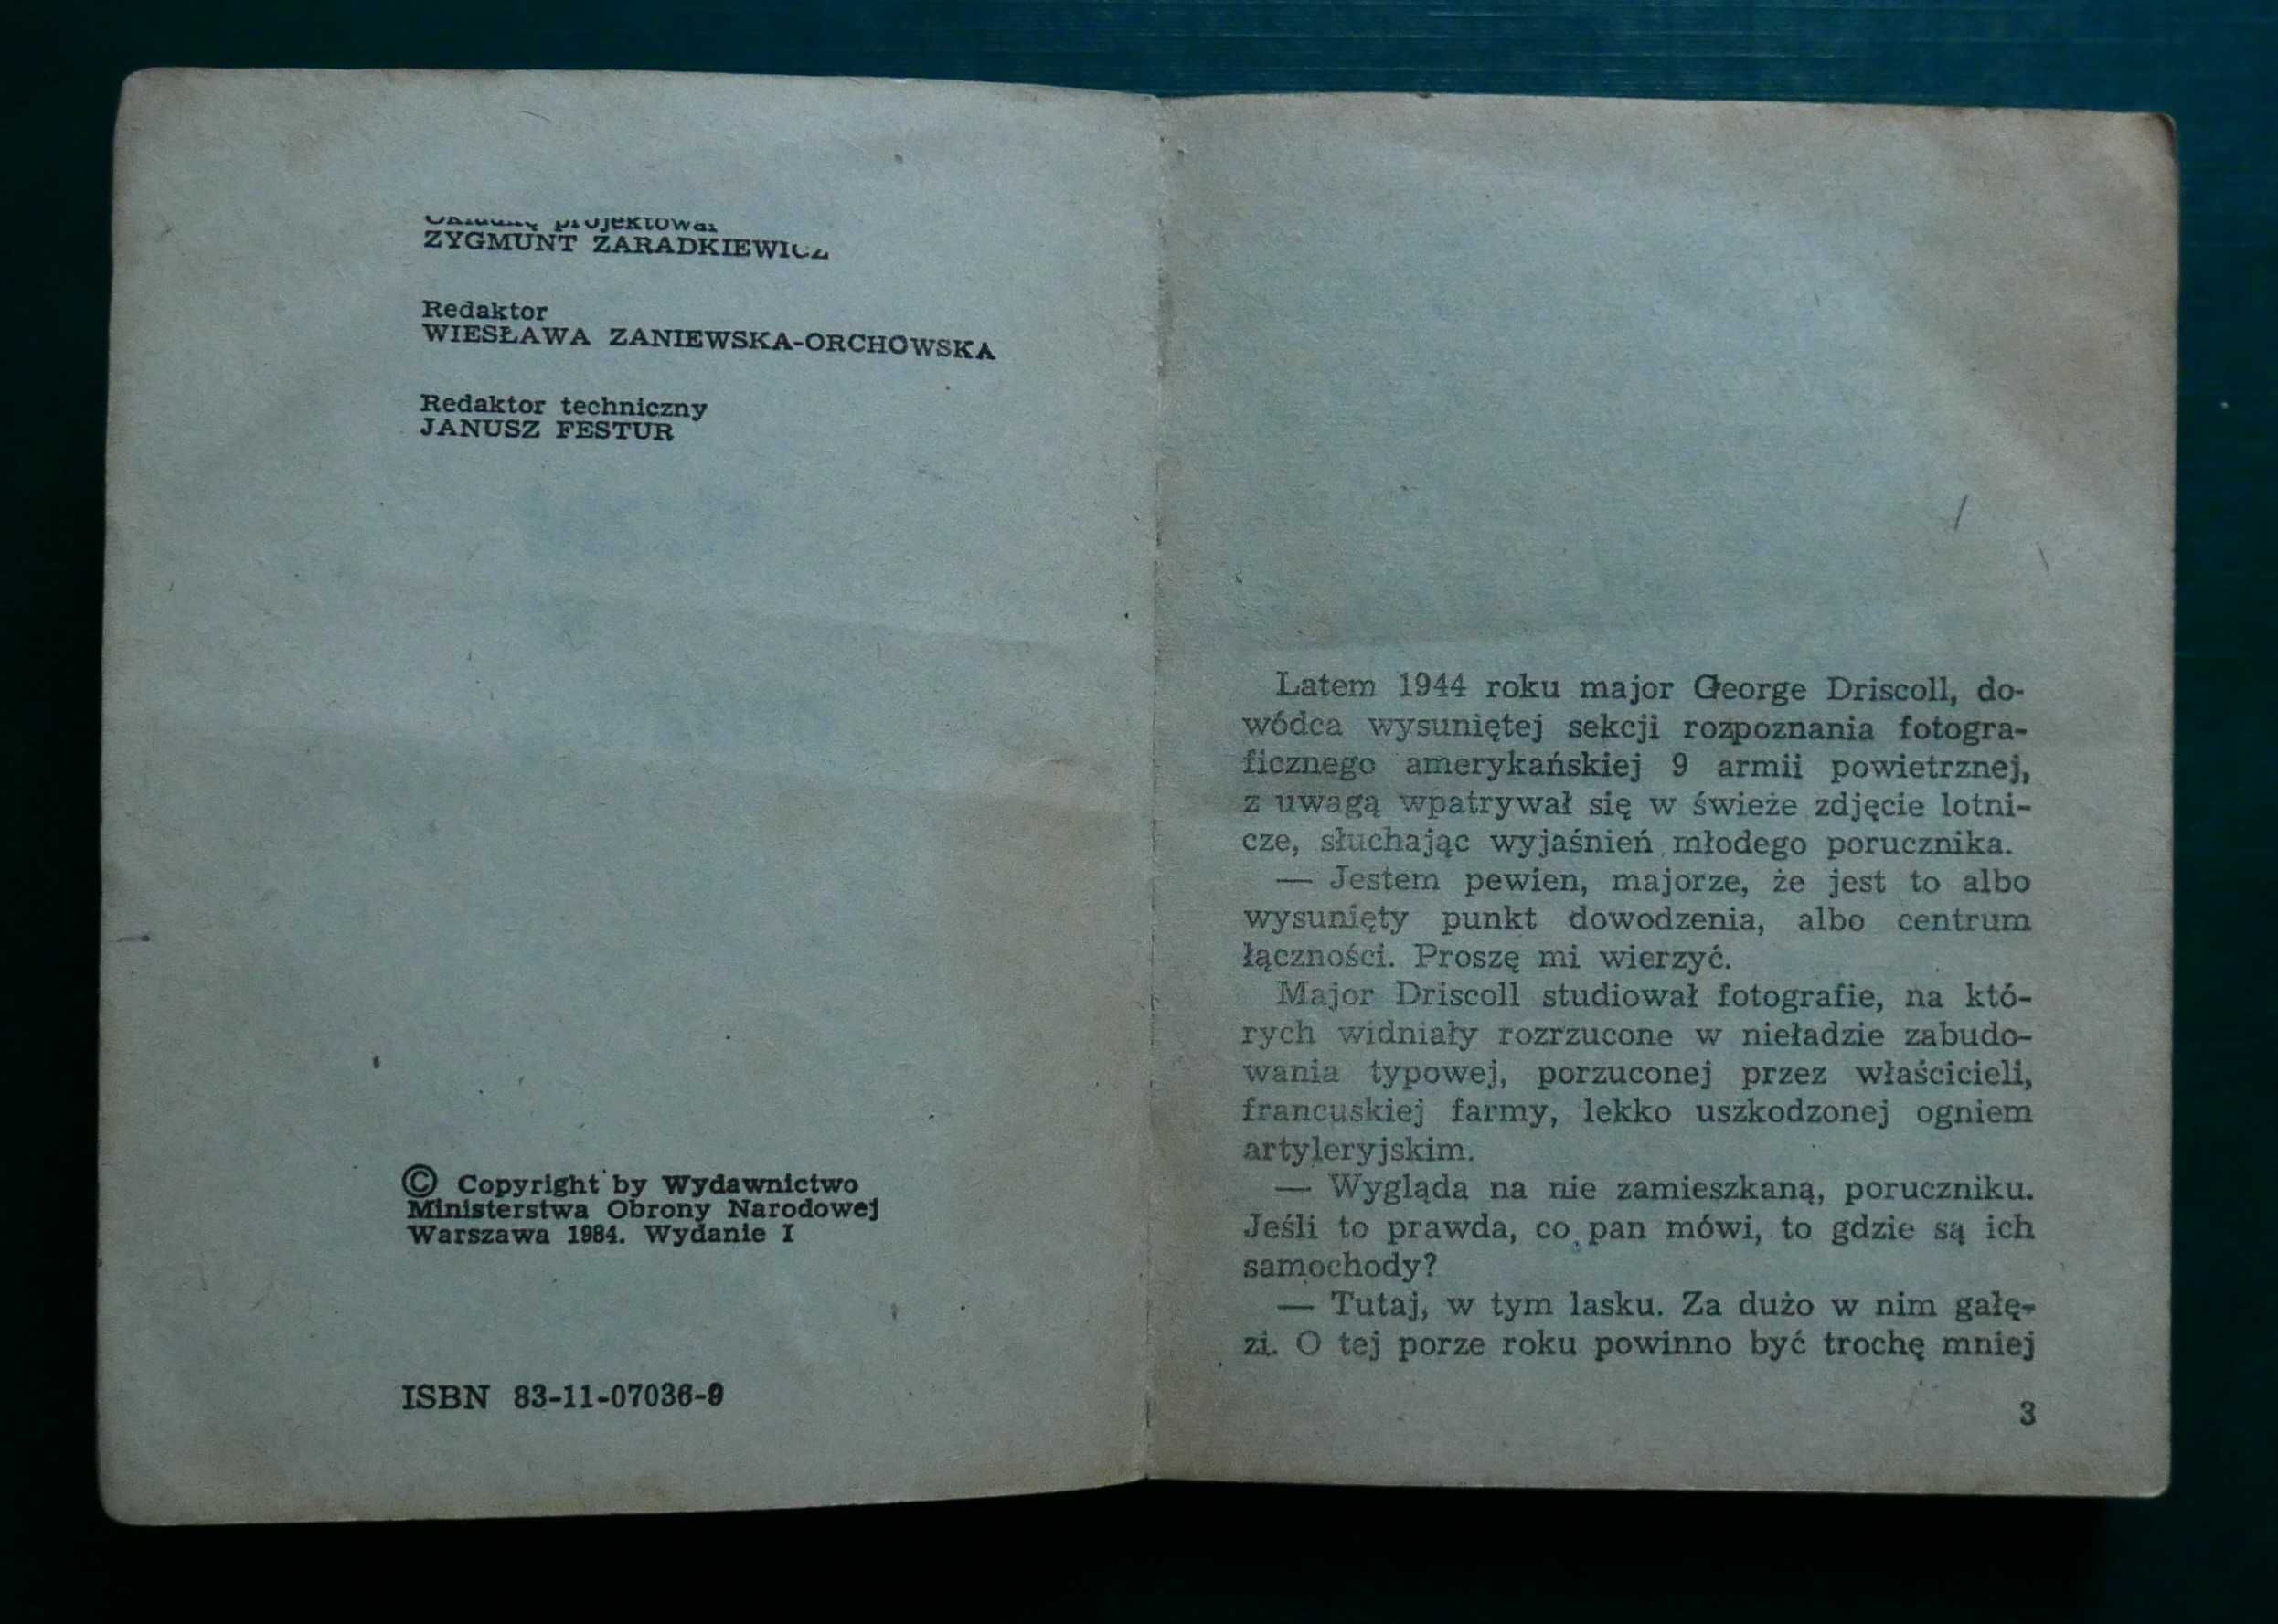 Okładkę projektował
ZYGMUNT ZARADKIEWICZ
Redaktor
WIESŁAWA ZANIEWSKA-ORCHOWSKA
Redaktor techniczny
JANUSZ FESTUR
© Copyright by Wydawnictwo
Ministerstwa Obrony Narodowej
Warszawa 1984. Wydanie I
ISBN 83-11-07036-9
Latem 1944 roku major George Driscoll, do-
wódca wysuniętej sekcji rozpoznania fotogra-
ficznego amerykańskiej 9 armii powietrznej,
z uwagą wpatrywał się w świeże zdjęcie lotni-
cze, słuchając wyjaśnień młodego porucznika.
— Jestem pewien, majorze, że jest to albo
wysunięty punkt dowodzenia, albo centrum
łączności. Proszę mi wierzyć.
Major Driscoll studiował fotografie, na któ-
rych widniały rozrzucone w nieładzie zabudo-
wania typowej, porzuconej przez właścicieli,
francuskiej farmy, lekko uszkodzonej ogniem
artyleryjskim.
— Wygląda na nie zamieszkaną, poruczniku.
Jeśli to prawda, co pan mówi, to gdzie są ich
samochody?
— Tutaj, w tym lasku. Za dużo w nim gałę-
zi. O tej porze roku powinno być trochę mniej
3